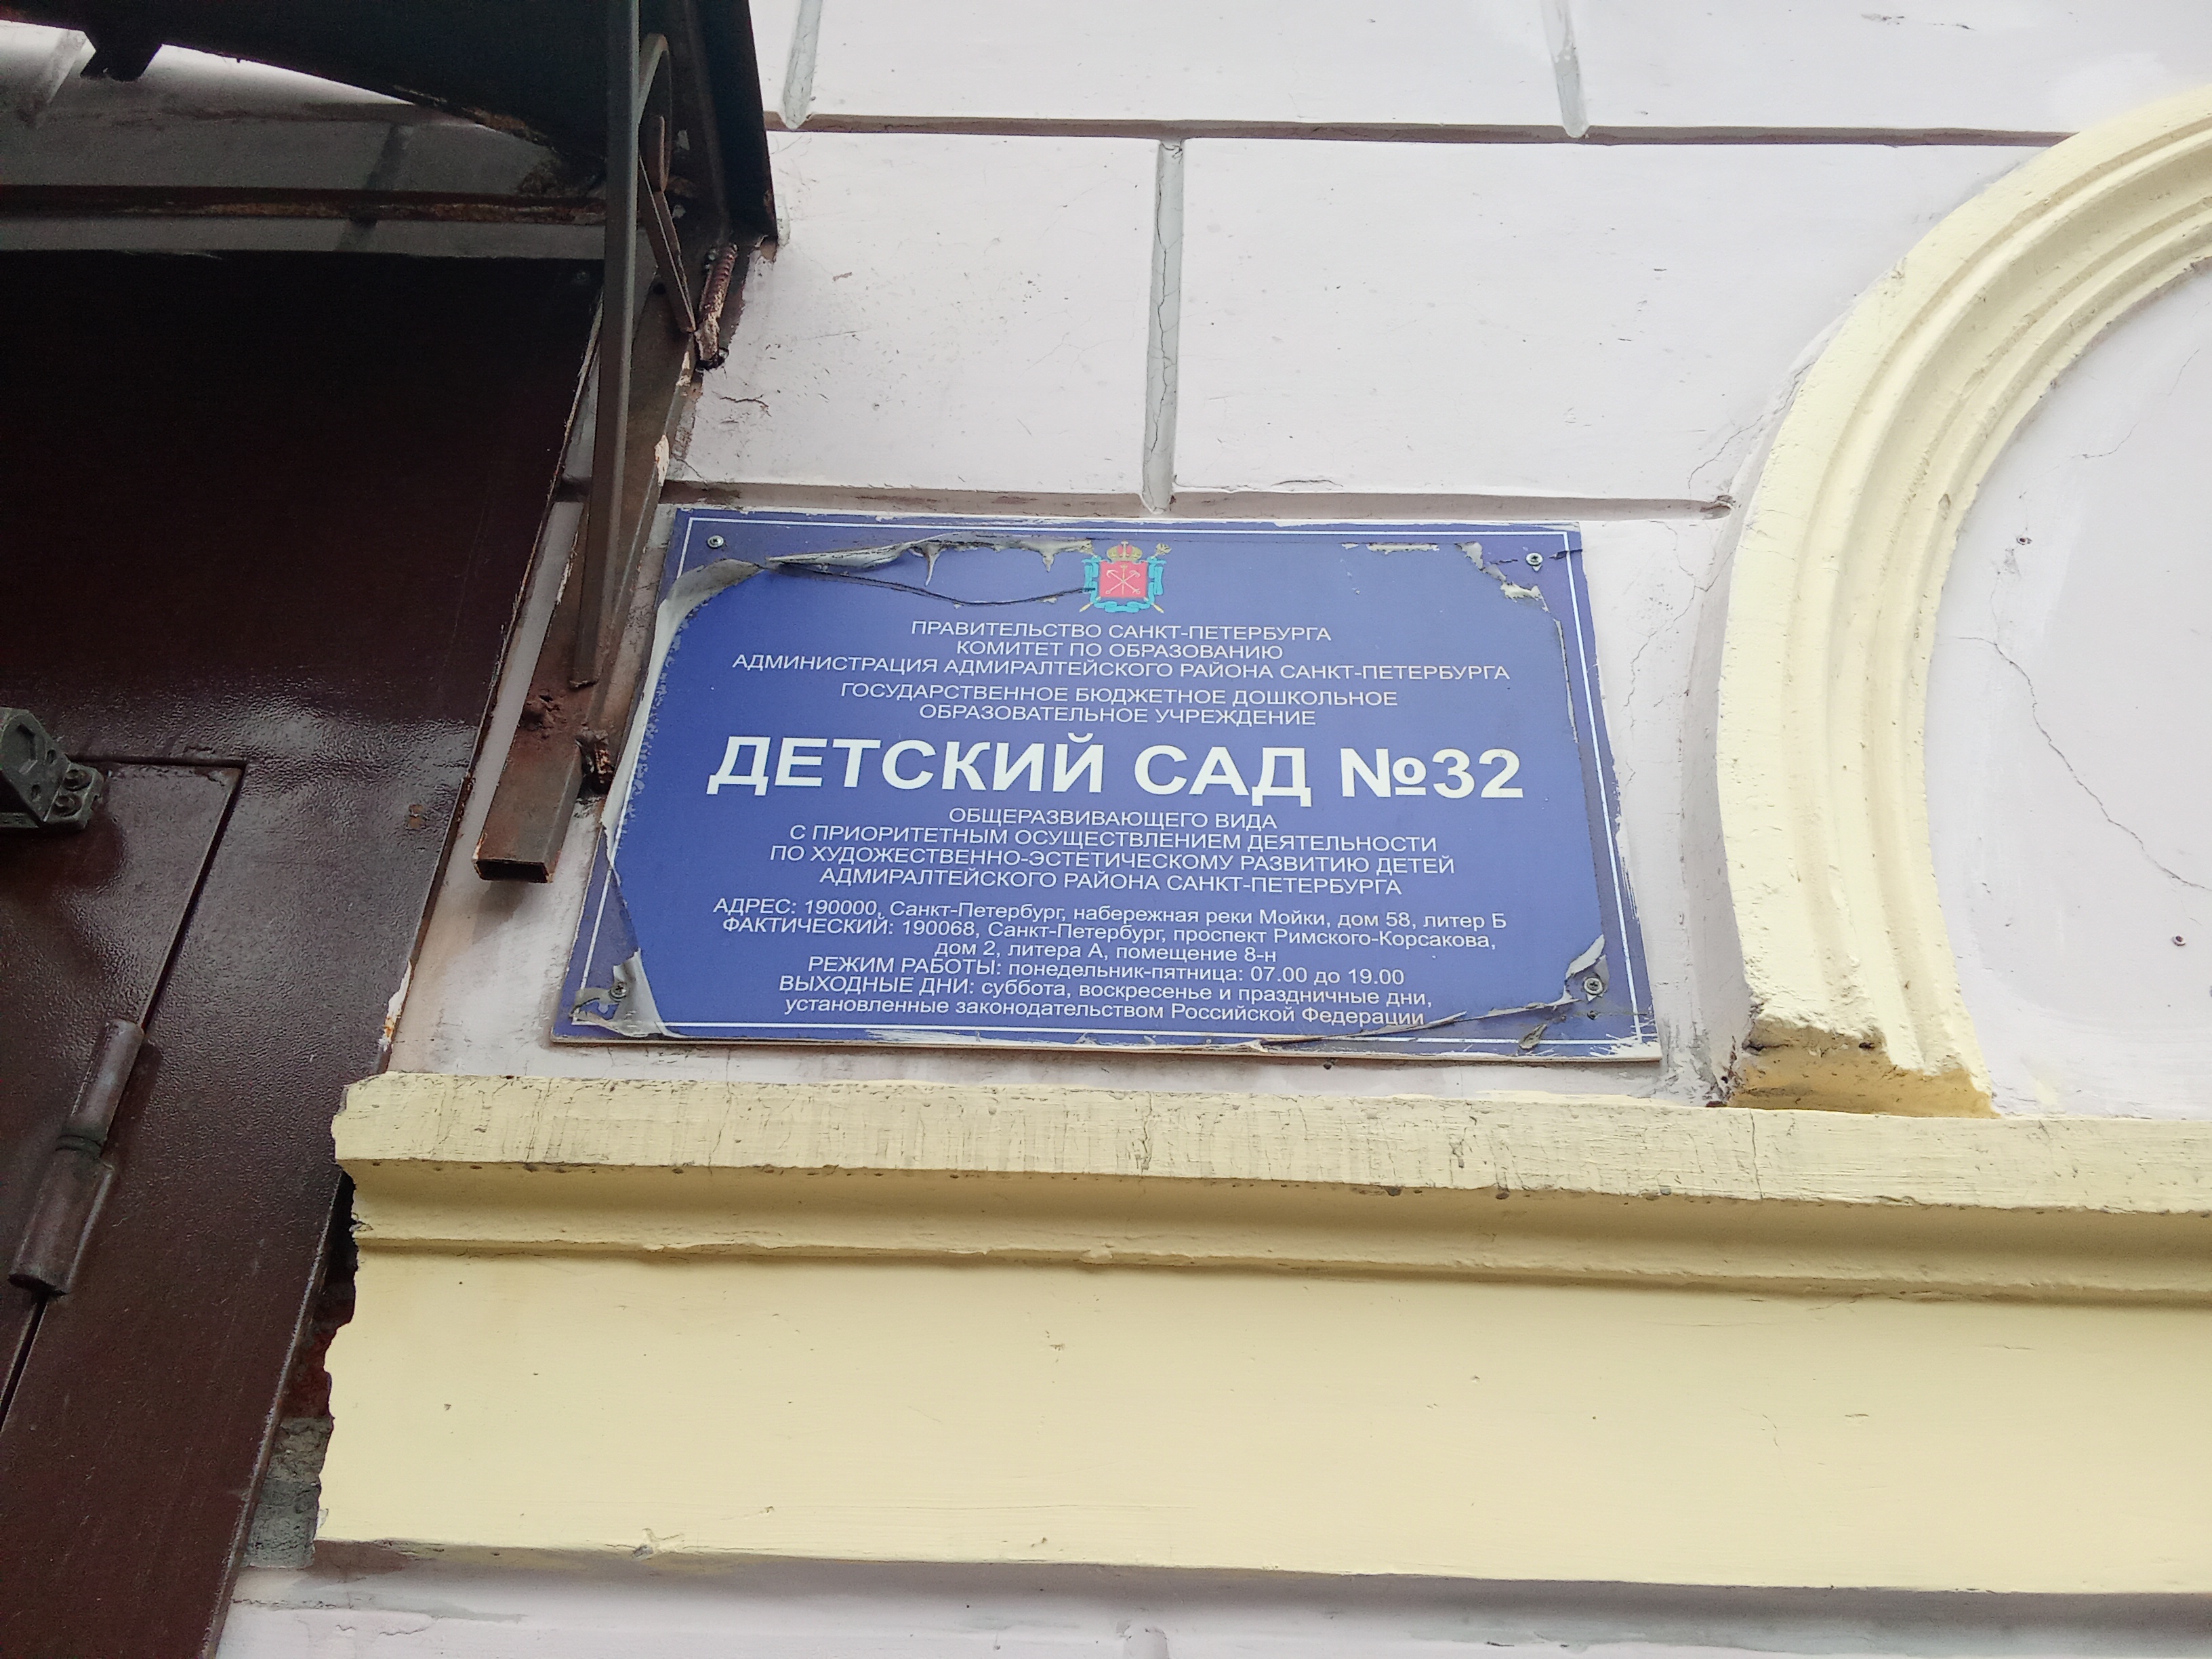 ПРАВИТЕЛЬСТВО САНКТ-ПЕТЕРБУРГА
КОМИТЕТ ПО ОБРАЗОВАНИЮ
АДМИНИСТРАЦИЯ АДМИРАЛТЕЙСКОГО РАЙОНА САНКТ-ПЕТЕРБУРГА
ГОСУДАРСТВЕННОЕ БЮДЖЕТНОЕ ДОШКОЛЬНОЕ
ОБРАЗОВАТЕЛЬНОЕ УЧРЕЖДЕНИЕ
ДЕТСКИЙ САД №32
ОБЩЕРАЗВИВАЮЩЕГО ВИДА
С ПРИОРИТЕТНЫМ ОСУЩЕСТВЛЕНИЕМ ДЕЯТЕЛЬНОСТИ
ПО ХУДОЖЕСТВЕННО-ЭСТЕТИЧЕСКОМУ РАЗВИТИЮ ДЕТЕЙ
АДМИРАЛТЕЙСКОГО РАЙОНА САНКТ-ПЕТЕРБУРГА
АДРЕС: 190000, Санкт-Петербург, набережная реки Мойки, дом 58, литер Б
ФАКТИЧЕСКИЙ: 190068, Санкт-Петербург, проспект Римского-Корсакова,
дом 2, литера А, помещение 8-н
РЕЖИМ РАБОТЫ: понедельник-пятница: 07.00 до 19.00
ВЫХОДНЫЕ ДНИ: суббота, воскресенье и праздничные дни,
установленные законодательством Российской Федерации